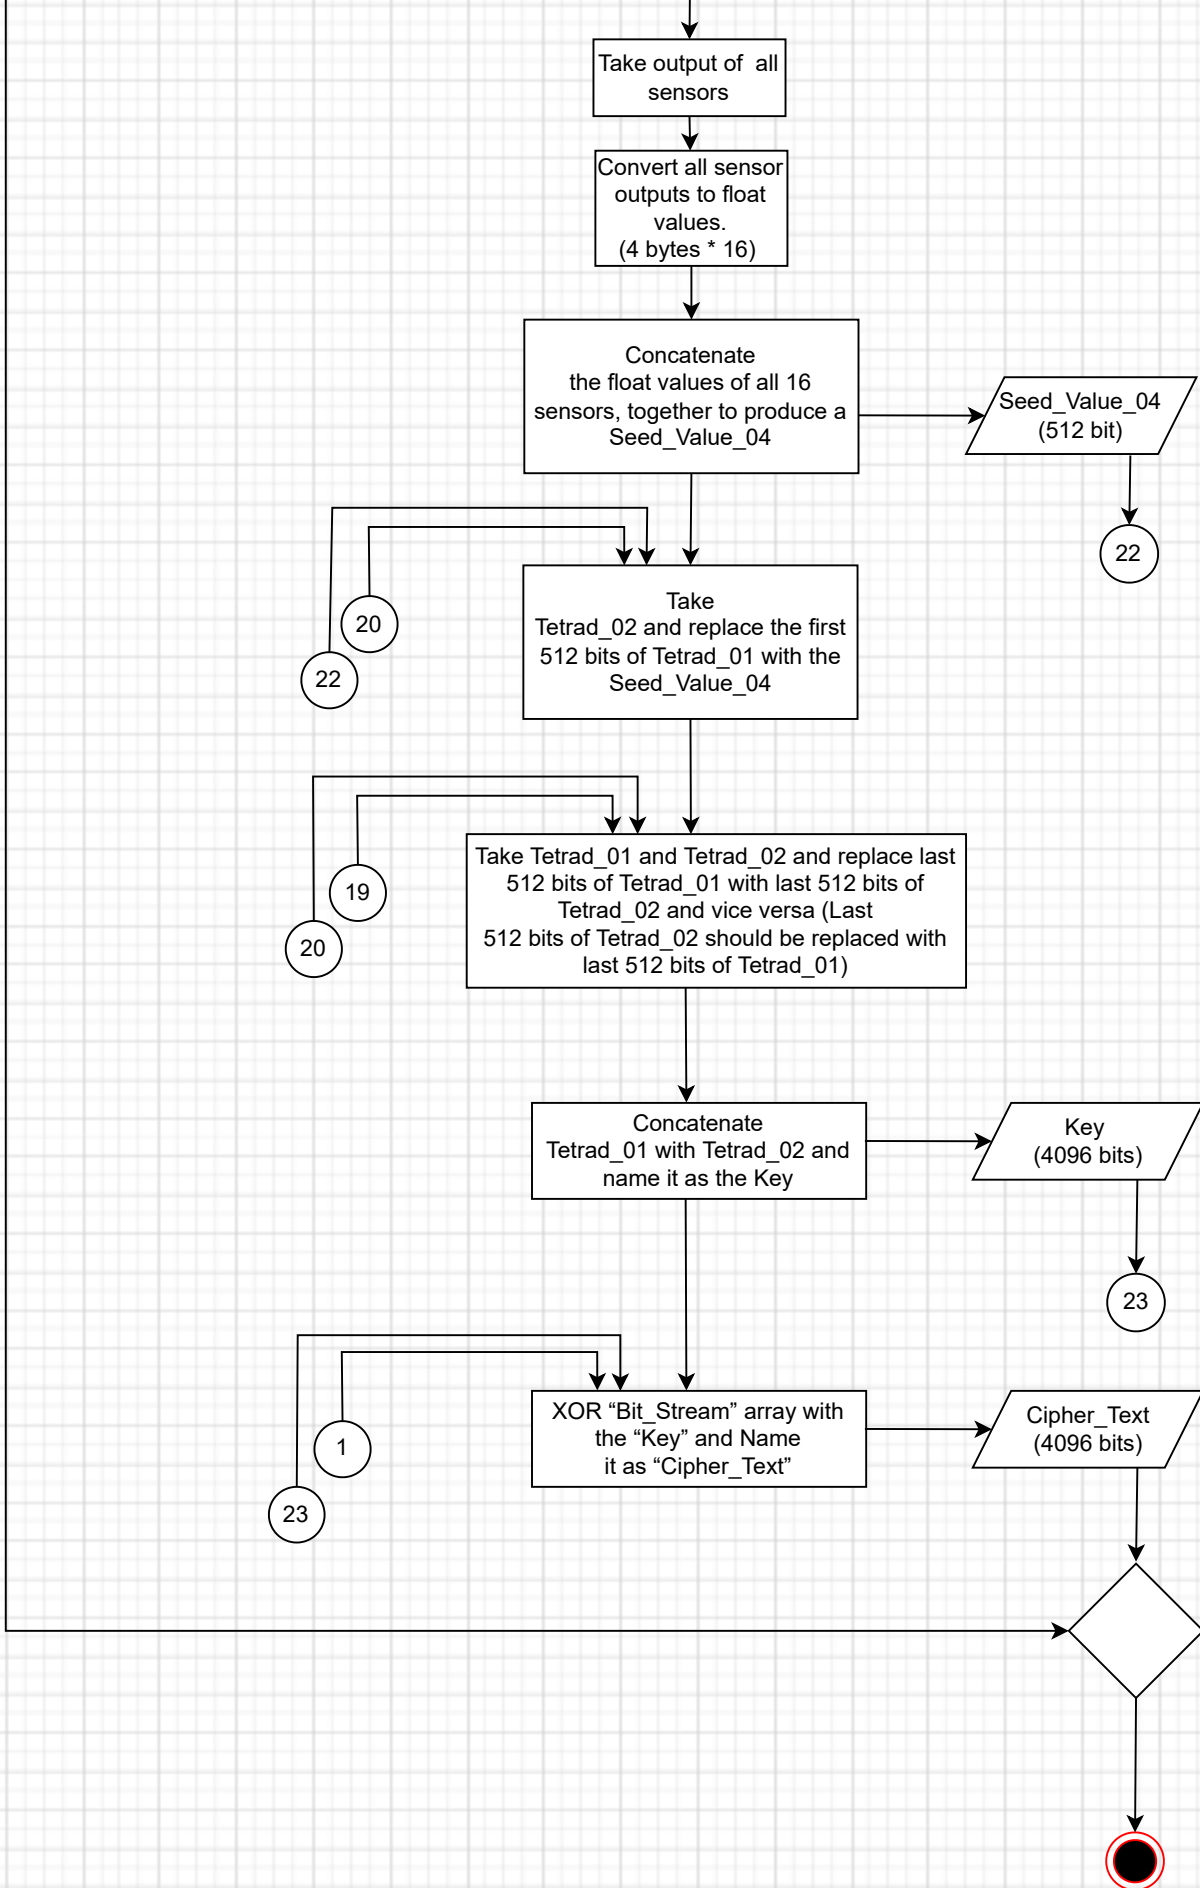 Take output of  all
sensors
Convert all sensor
outputs to float
values.
(4 bytes * 16)
Concatenate
the float values of all 16
sensors, together to produce a
Seed_Value_04
Seed_Value_04
(512 bit)
22
20
22
Take
Tetrad_02 and replace the first
512 bits of Tetrad_01 with the
Seed_Value_04
19
20
Take Tetrad_01 and Tetrad_02 and replace last
512 bits of Tetrad_01 with last 512 bits of
Tetrad_02 and vice versa (Last
512 bits of Tetrad_02 should be replaced with
last 512 bits of Tetrad_01)
Concatenate
Tetrad_01 with Tetrad_02 and
name it as the Key
Key
(4096 bits)
23
1
23
XOR “Bit_Stream” array with
the “Key” and Name
it as “Cipher_Text”
Cipher_Text
(4096 bits)